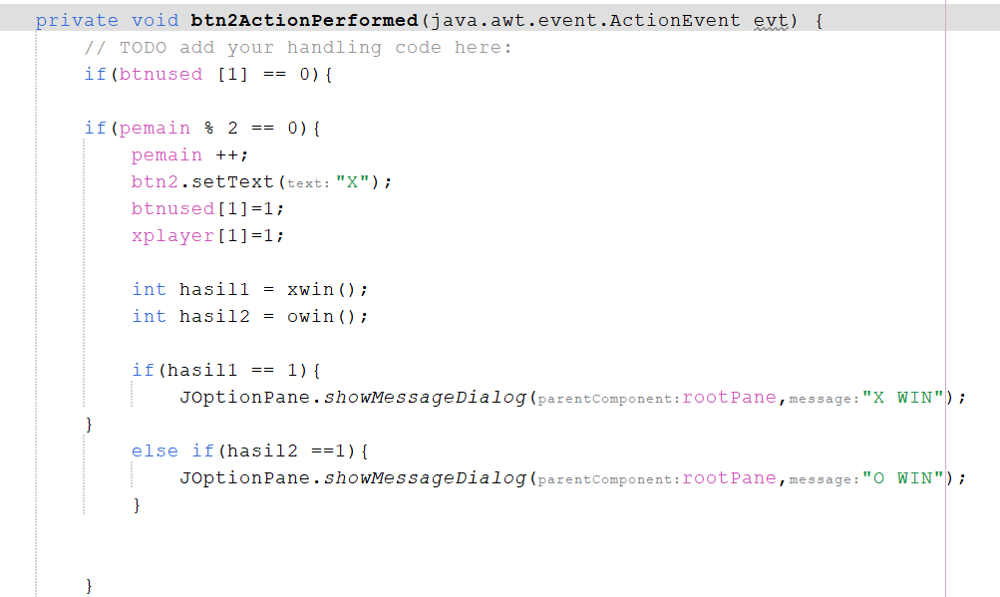 private void btn2ActionPerformed(java.awt.event.ActionEvent evt) {
// TODO add your handling code here:
if(btnused [1] == 0){
if(pemain % 2 == 0){
pemain ++;
btn2.setText(text: "X");
btnused[1]=1;
xplayer[1]=1;
int hasil1 = xwin();
int hasil2 = owin();
if(hasil1 == 1){
JOptionPane.showMessageDialog(parentComponent:rootPane,message:"X WIN");
}
else if(hasil2 ==1){
JOptionPane.showMessageDialog(parentComponent:rootPane,message:"O WIN");
}
}